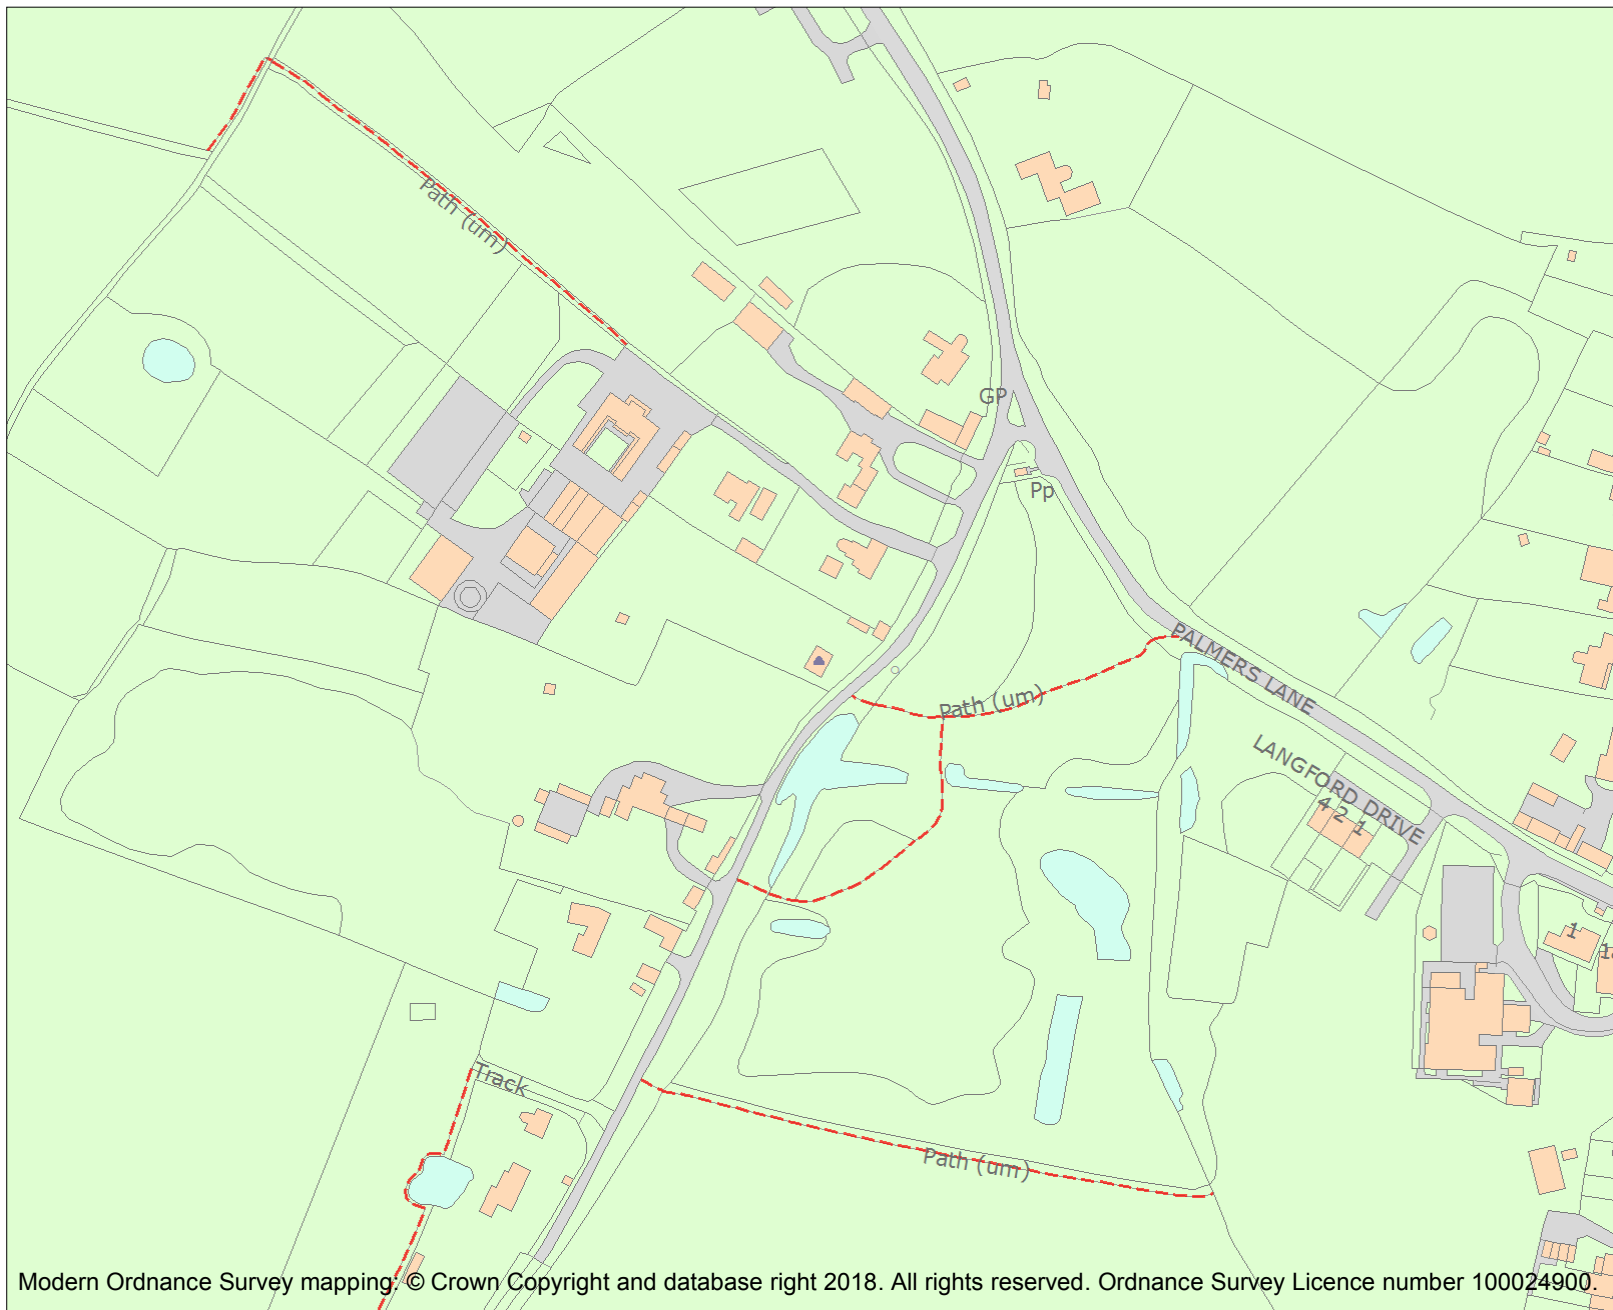 Path (um)
GP
Pp
PALMERS LANE
Path (um)
LANGFORD DRIVE
4 2 1
1
Track
Path (um)
Modern Ordnance Survey mapping: © Crown Copyright and database right 2018. All rights reserved. Ordnance Survey Licence number 100024900.